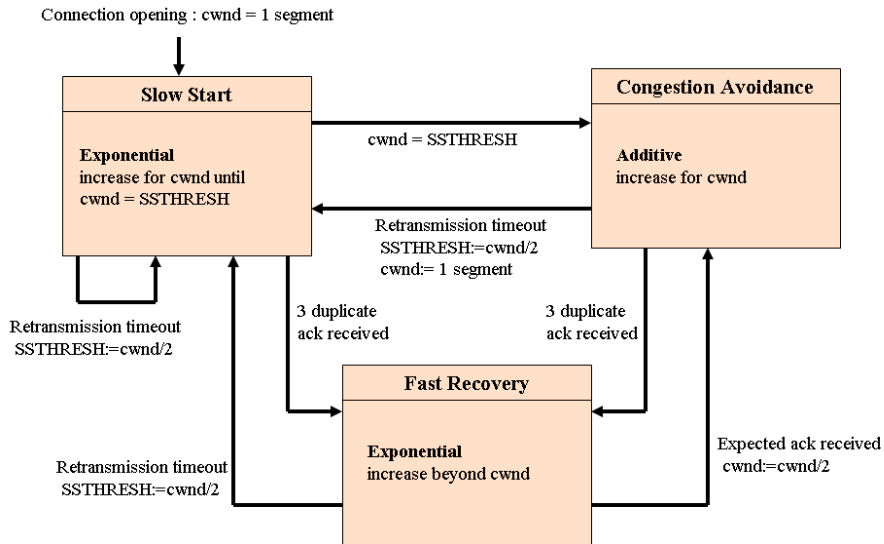 Connection opening : cwnd = 1 segment
Slow Start
Exponential
increase for cwnd until
cwnd = SSTHRESH
cwnd = SSTHRESH
Congestion Avoidance
Additive
increase for cwnd
Retransmission timeout
SSTHRESH:=cwnd/2
cwnd:= 1 segment
Retransmission timeout
SSTHRESH:=cwnd/2
3 duplicate
ack received
3 duplicate
ack received
Fast Recovery
Exponential
increase beyond cwnd
Retransmission timeout
SSTHRESH:=cwnd/2
Expected ack received
cwnd:=cwnd/2